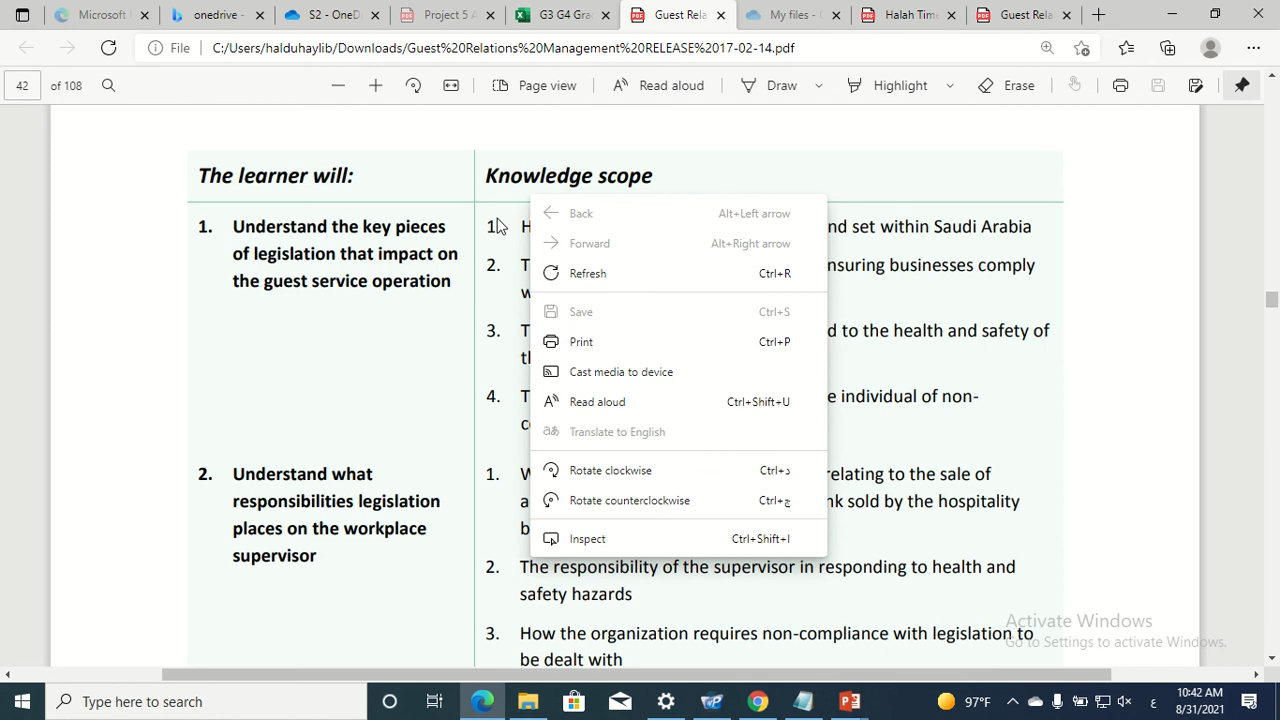 Microsoft
onedrive -
S2 - OneD
Project 5 A
G3 G4 Gra
Guest Rela
My files -
Halah Time
Guest Rela
File
C:/Users/halduhaylib/Downloads/Guest%20Relations%20Management%20RELEASE%2017-02-14.pdf
42 of 108
Page view
Read aloud
Draw
Highlight
Erase
The learner will:
Knowledge scope
1. Understand the key pieces
of legislation that impact on
the guest service operation
1. H
nd set within Saudi Arabia
2. T
nsuring businesses comply
w
3. T
d to the health and safety of
th
4. T
e individual of non-
c
Back Alt+Left arrow
Forward Alt+Right arrow
Refresh Ctrl+R
Save Ctrl+S
Print Ctrl+P
Cast media to device
Read aloud Ctrl+Shift+U
Translate to English
Rotate clockwise Ctrl+د
Rotate counterclockwise Ctrl+ج
Inspect Ctrl+Shift+I
2. Understand what
responsibilities legislation
places on the workplace
supervisor
1. W
relating to the sale of
a
nk sold by the hospitality
b
2. The responsibility of the supervisor in responding to health and
safety hazards
3. How the organization requires non-compliance with legislation to
be dealt with
Activate Windows
Go to Settings to activate Windows.
Type here to search
97°F
ع
10:42 AM
8/31/2021